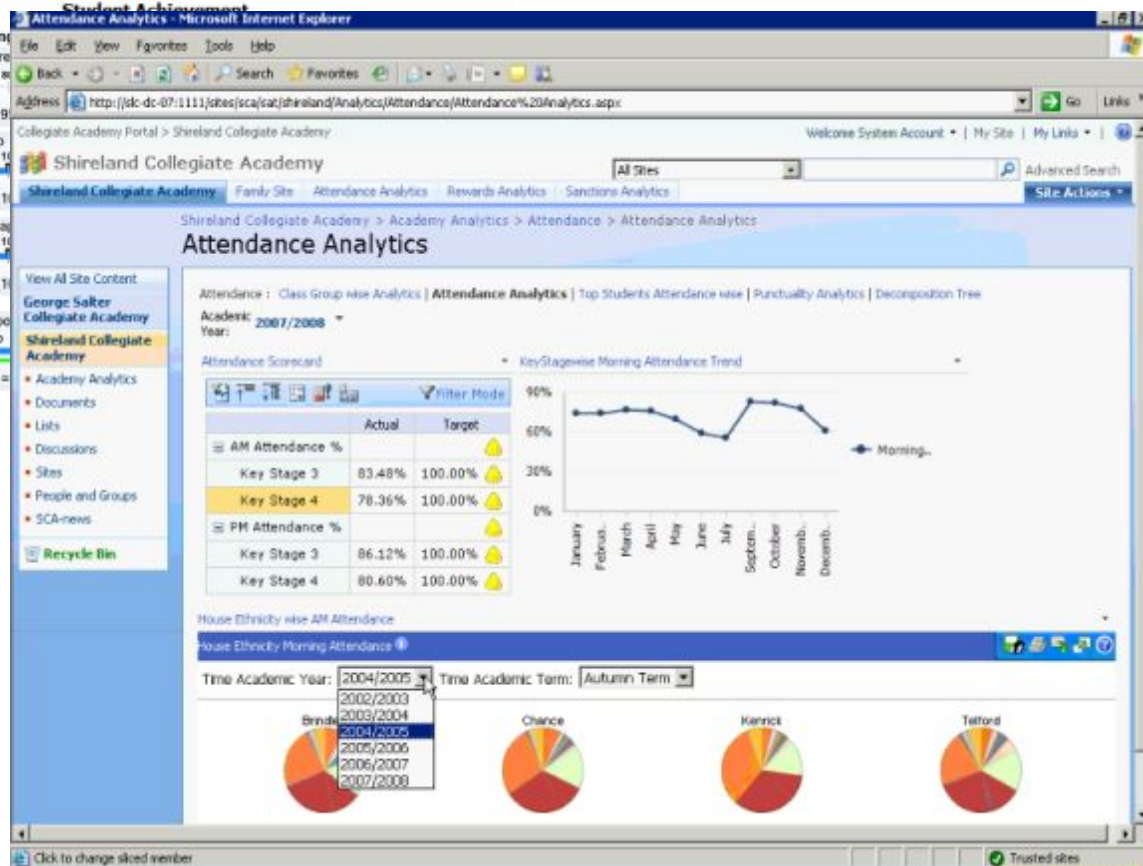 Student Achievement
Attendance Analytics - Microsoft Internet Explorer
File Edit View Favorites Tools Help
Back Search Favorites
Address http://slc-dc-07:1111/sites/sca/sat/shireland/Analytics/Attendance/Attendance%20Analytics.aspx Go Links
Collegiate Academy Portal > Shireland Collegiate Academy Welcome System Account | My Site | My Links |
Shireland Collegiate Academy All Sites Advanced Search
Shireland Collegiate Academy Family Site Attendance Analytics Rewards Analytics Sanctions Analytics Site Actions
Shireland Collegiate Academy > Academy Analytics > Attendance > Attendance Analytics
Attendance Analytics
View All Site Content
George Salter
Collegiate Academy
Shireland Collegiate
Academy
Academy Analytics
Documents
Lists
Discussions
Sites
People and Groups
SCA-news
Recycle Bin
Attendance : Class Group wise Analytics | Attendance Analytics | Top Students Attendance wise | Punctuality Analytics | Decomposition Tree
Academic
Year: 2007/2008
Attendance Scorecard
Filter Mode
Actual Target
AM Attendance %
Key Stage 3 83.48% 100.00%
Key Stage 4 78.36% 100.00%
PM Attendance %
Key Stage 3 86.12% 100.00%
Key Stage 4 80.60% 100.00%
KeyStagewise Morning Attendance Trend
90%
60%
30%
0%
January
Februa..
March
April
May
June
July
Septem..
October
Novemb..
Decemb..
Morning..
House Ethnicity wise AM Attendance
House Ethnicity Morning Attendance
Time Academic Year: 2004/2005 Time Academic Term: Autumn Term
2002/2003
2003/2004
2004/2005
2005/2006
2006/2007
2007/2008
Chance Kenrick Telford
Click to change sliced member Trusted sites